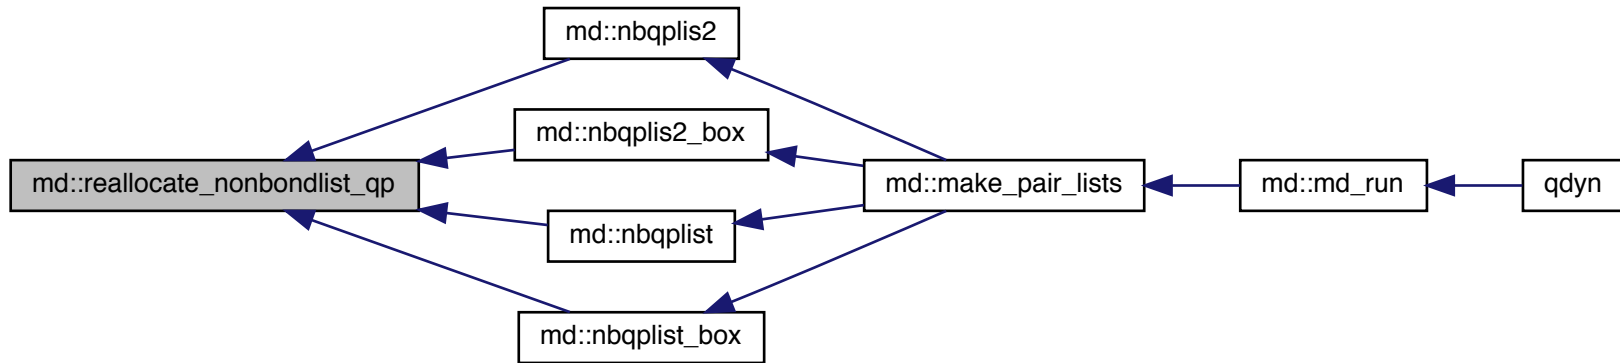 md::nbqplis2
md::nbqplis2_box
md::reallocate_nonbondlist_qp
md::make_pair_lists
md::md_run
qdyn
md::nbqplist
md::nbqplist_box